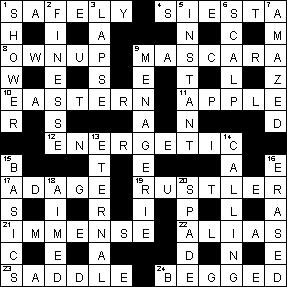 1 S A 2 F E 3 L Y 4 S 5 I E 6 S T 7 A
H I A N C M
8 O W N U P 9 M A S C A R A
W E S E T L Z
10 E A S T E R N 11 A P P L E
R S A N D
12 E N 13 E R G E T I 14 C
15 B T E A 16 E
17 A D 18 A G E 19 R U 20 S T L E R
S I R I P L A
21 I M M E N S E 22 A L I A S
C E A D N E
23 S A D D L E 24 B E G G E D